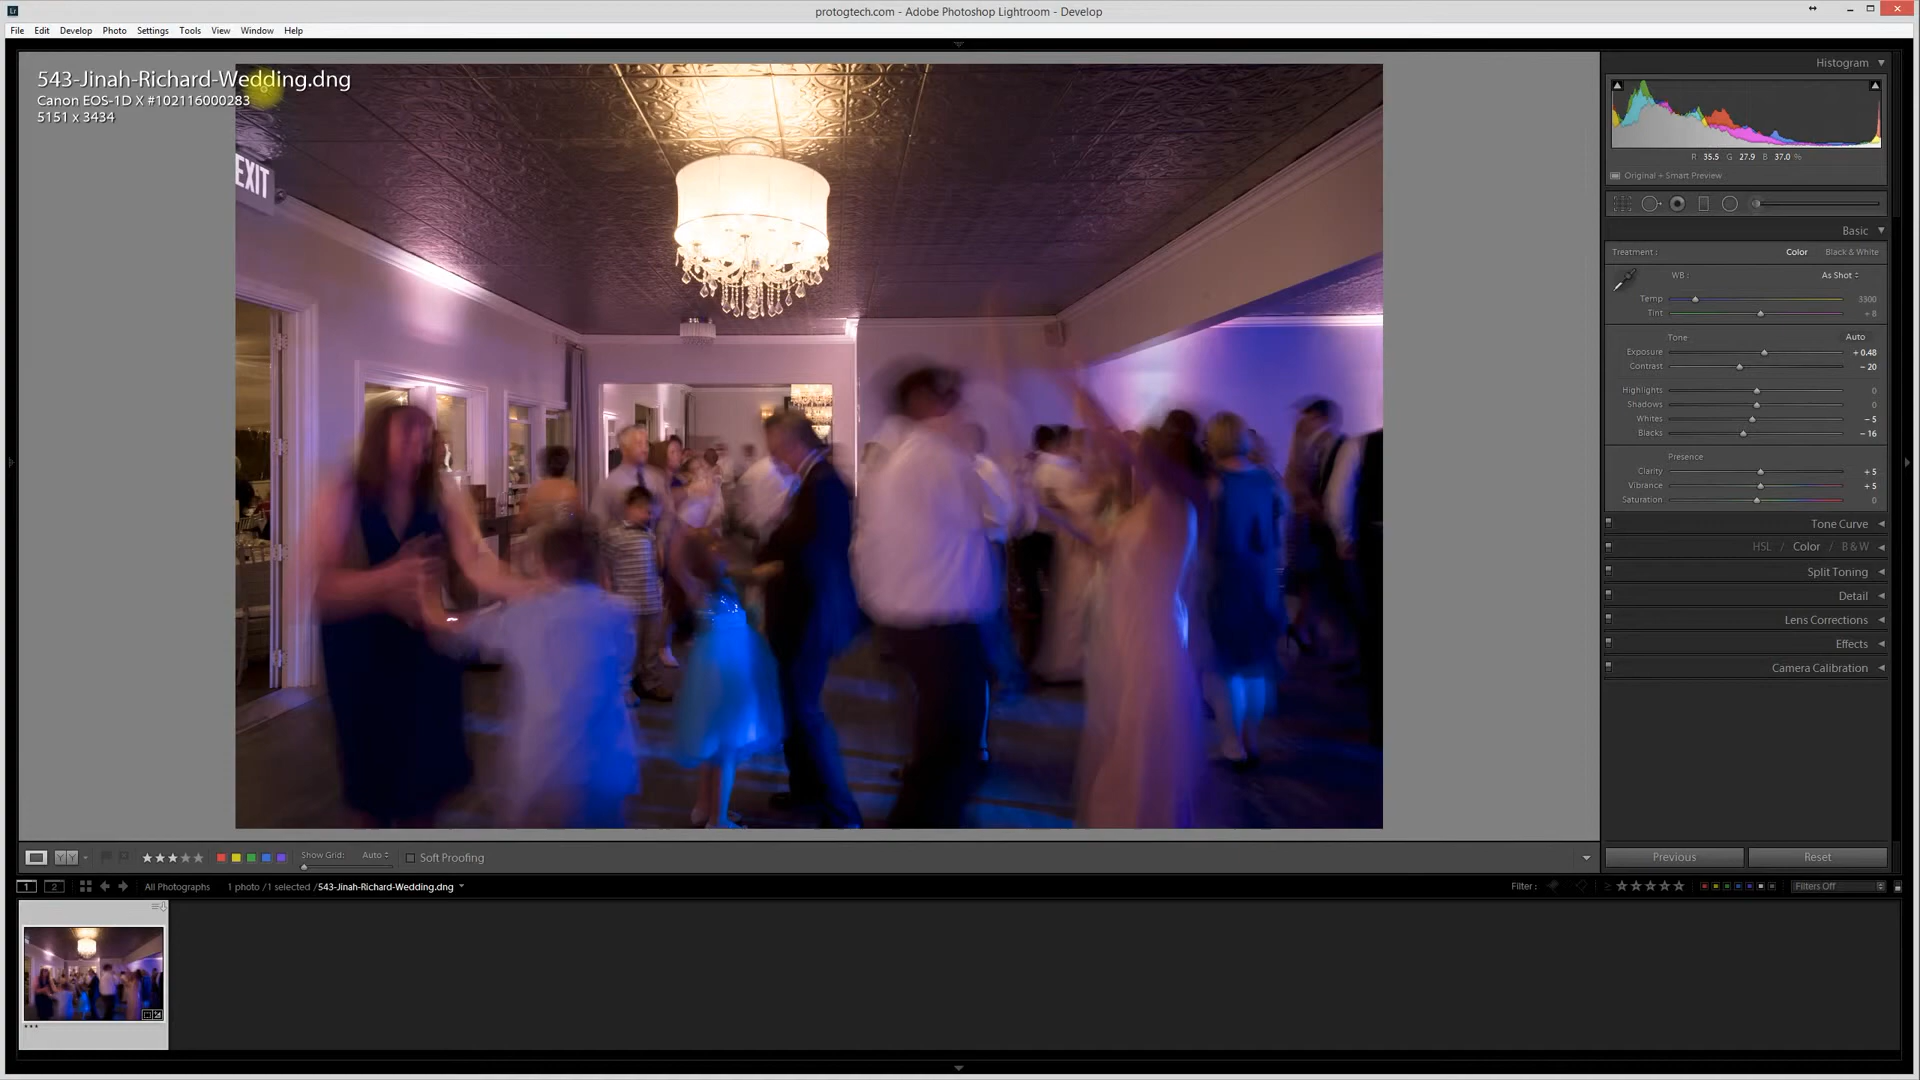 Lr protogtech.com - Adobe Photoshop Lightroom - Develop
File Edit Develop Photo Settings Tools View Window Help
543-Jinah-Richard-Wedding.dng
Canon EOS-1D X #102116000283
5151 x 3434
EXIT
Histogram
R 35.5 G 27.9 B 37.0 %
Original + Smart Preview
Basic
Treatment : Color Black & White
WB : As Shot
Temp 3300
Tint + 8
Tone Auto
Exposure + 0.48
Contrast - 20
Highlights 0
Shadows 0
Whites - 5
Blacks - 16
Presence
Clarity + 5
Vibrance + 5
Saturation 0
Tone Curve
HSL / Color / B & W
Split Toning
Detail
Lens Corrections
Effects
Camera Calibration
Show Grid: Auto Soft Proofing
Previous Reset
1 2 All Photographs 1 photo / 1 selected / 543-Jinah-Richard-Wedding.dng Filter : Filters Off